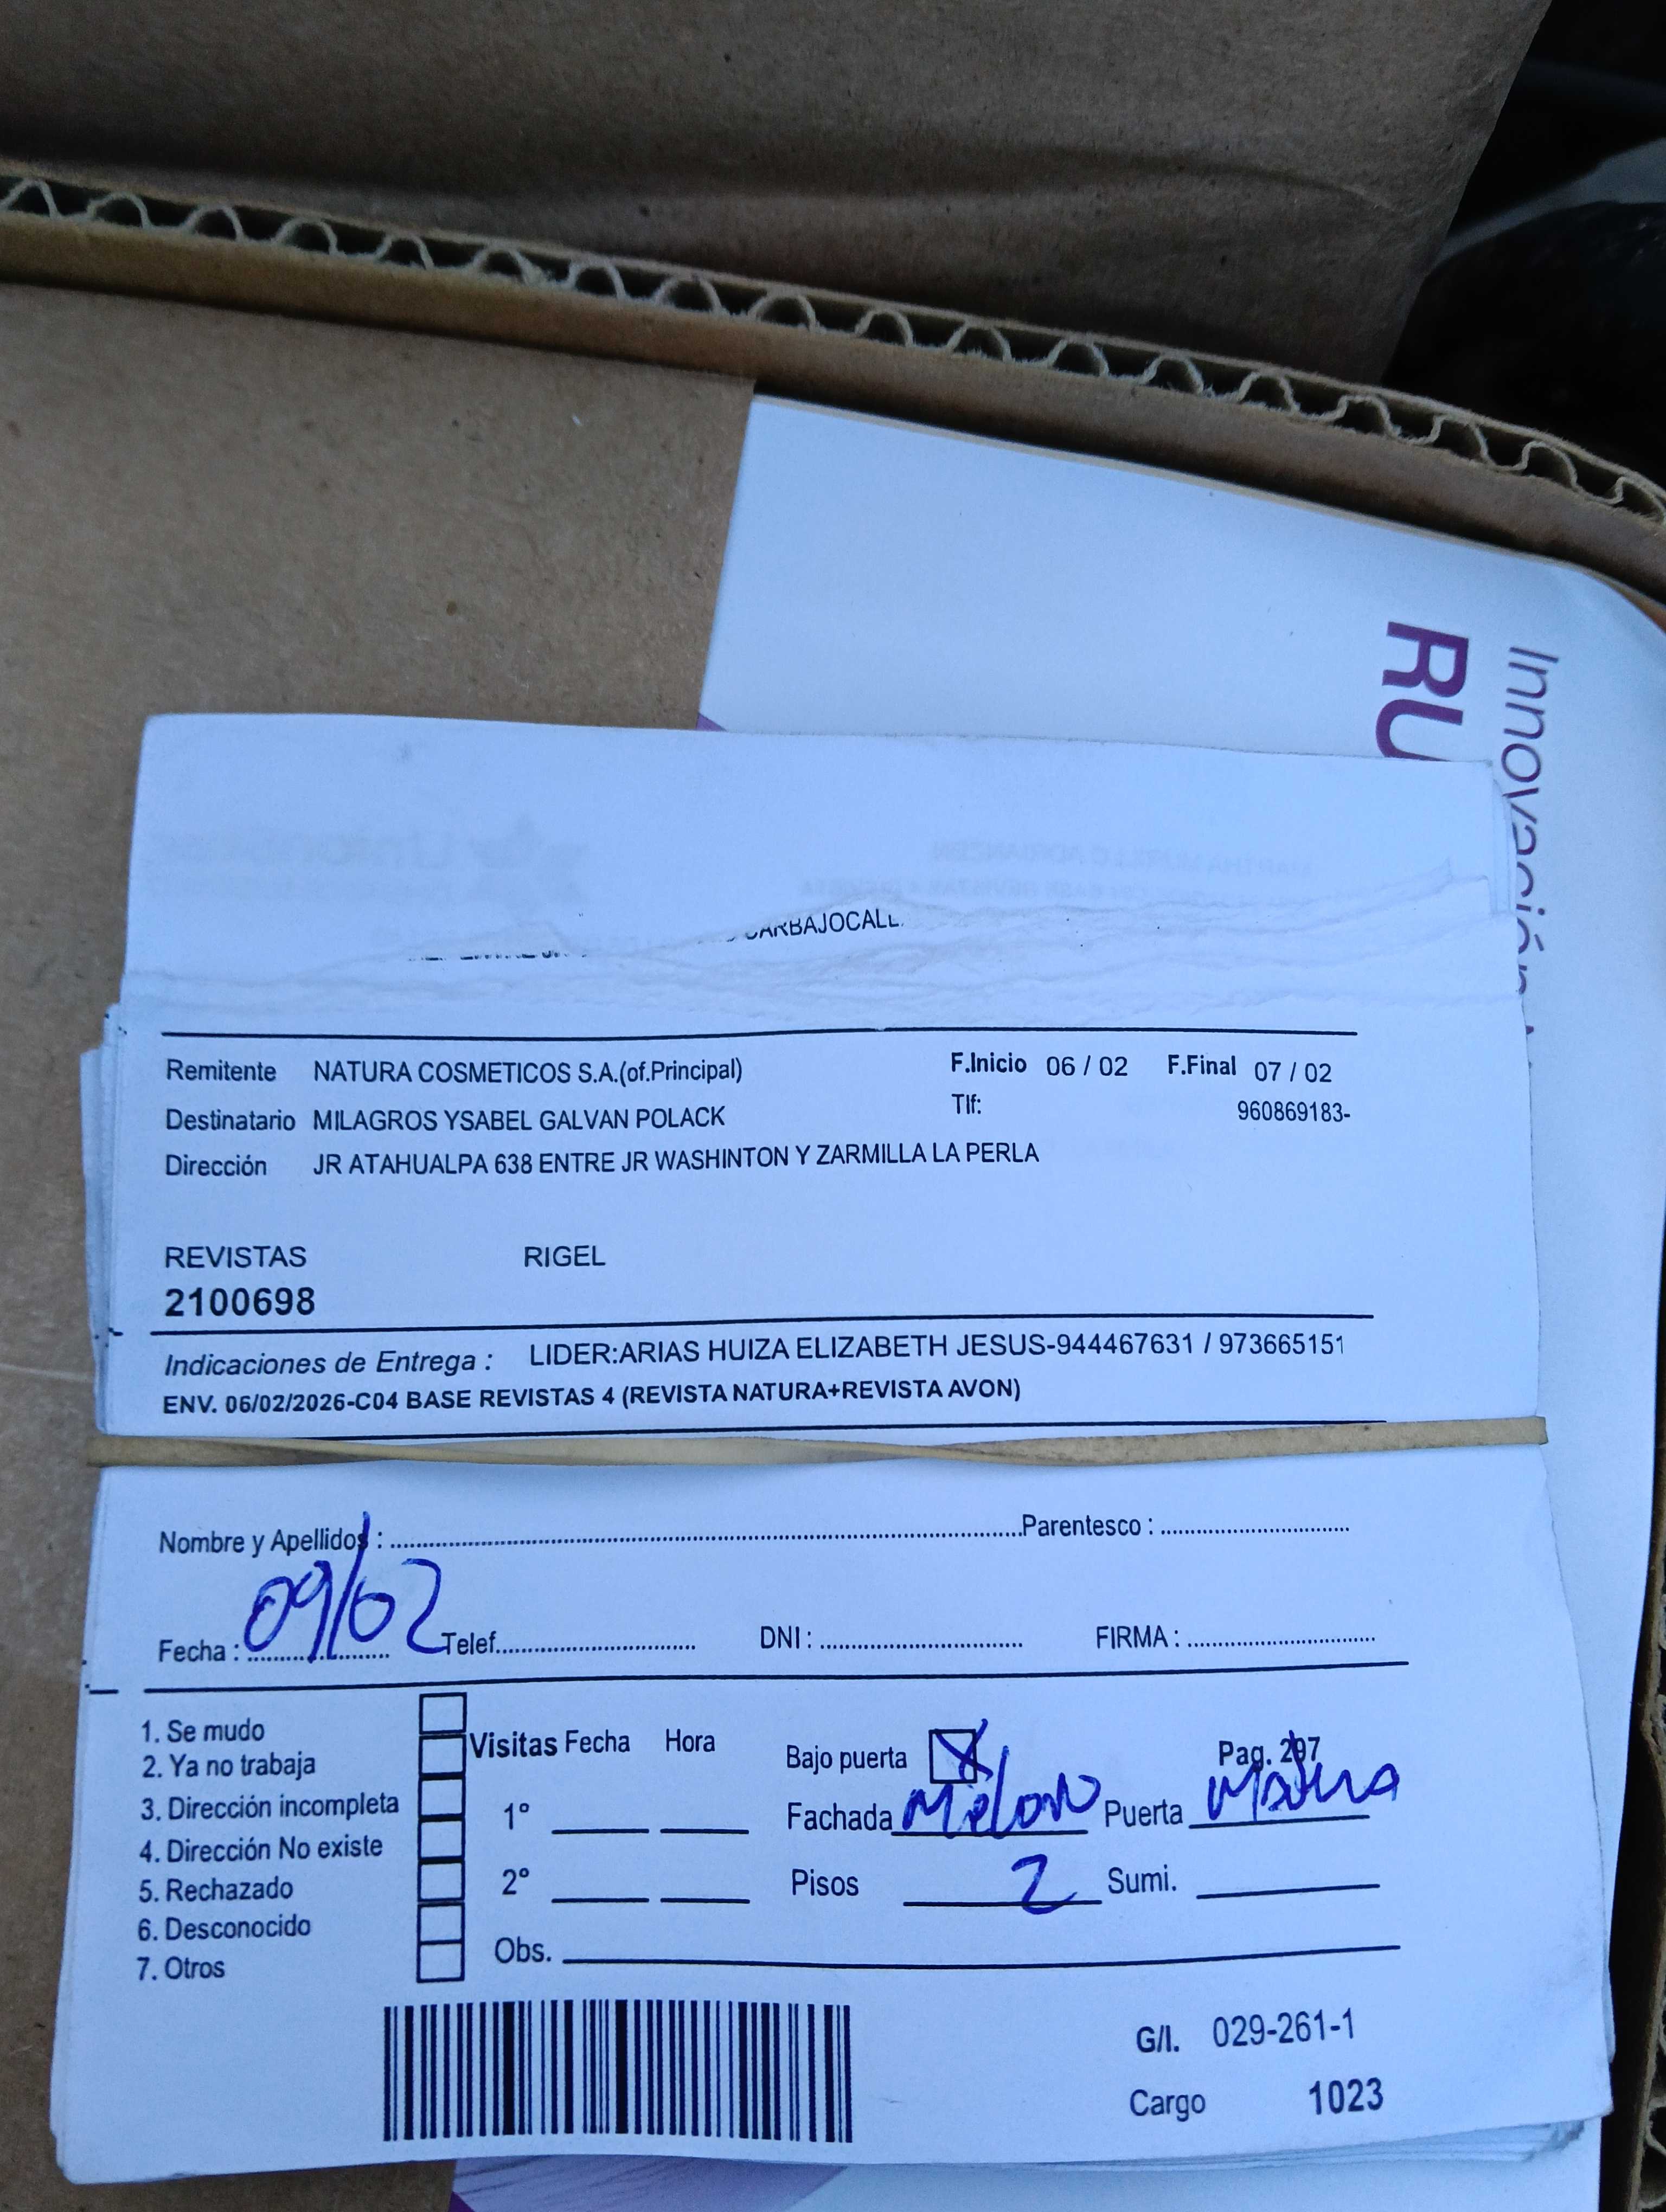 RU
Innovación
CARBAJOCALL
Remitente NATURA COSMETICOS S.A.(of.Principal) F.Inicio 06 / 02 F.Final 07 / 02
Destinatario MILAGROS YSABEL GALVAN POLACK Tlf: 960869183-
Dirección JR ATAHUALPA 638 ENTRE JR WASHINTON Y ZARMILLA LA PERLA
REVISTAS RIGEL
2100698
Indicaciones de Entrega : LIDER:ARIAS HUIZA ELIZABETH JESUS-944467631 / 973665151
ENV. 06/02/2026-C04 BASE REVISTAS 4 (REVISTA NATURA+REVISTA AVON)
Nombre y Apellidos : Parentesco :
Fecha : 09/02 Telef. DNI : FIRMA :
1. Se mudo
2. Ya no trabaja
3. Dirección incompleta
4. Dirección No existe
5. Rechazado
6. Desconocido
7. Otros
Visitas Fecha Hora
1°
2°
Bajo puerta X Pag. 297
Fachada Melon Puerta
Pisos 2 Sumi.
Obs.
G/I. 029-261-1
Cargo 1023